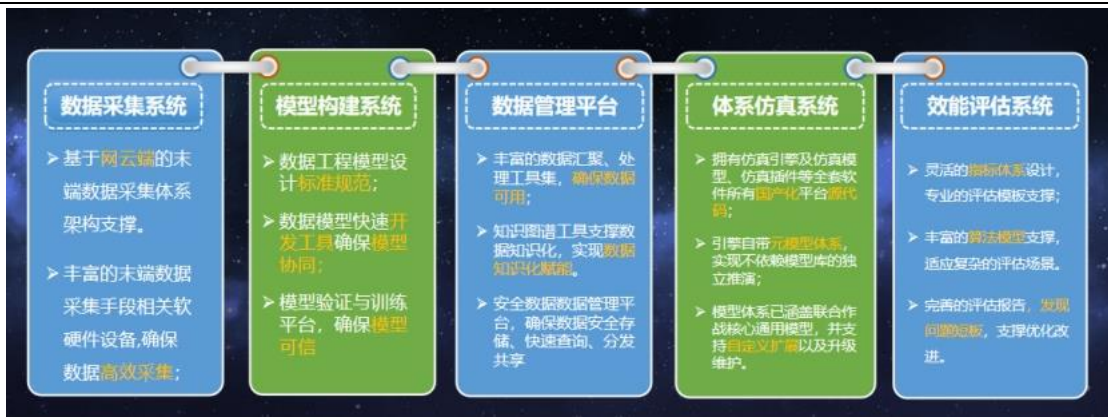 数据采集系统
➢ 基于网云端的末
端数据采集体系
架构支撑。
➢ 丰富的末端数据
采集手段相关软
硬件设备,确保
数据高效采集；
模型构建系统
➢ 数据工程模型设
计标准规范；
➢ 数据模型快速开
发工具确保模型
协同；
➢ 模型验证与训练
平台，确保模型
可信
数据管理平台
➢ 丰富的数据汇聚、处
理工具集，确保数据
可用；
➢ 知识图谱工具支撑数
据知识化，实现数据
知识化赋能。
➢ 安全数据数据管理平
台，确保数据安全存
储、快速查询、分发
共享
体系仿真系统
➢ 拥有仿真引擎及仿真模
型、仿真插件等全套软
件所有国产化平台源代
码；
➢ 引擎自带元模型体系，
实现不依赖模型库的独
立推演；
➢ 模型体系已涵盖联合作
战核心通用模型，并支
持自定义扩展以及升级
维护。
效能评估系统
➢ 灵活的指标体系设计，
专业的评估模板支撑；
➢ 丰富的算法模型支撑，
适应复杂的评估场景。
➢ 完善的评估报告，发现
问题短板，支撑优化改
进。